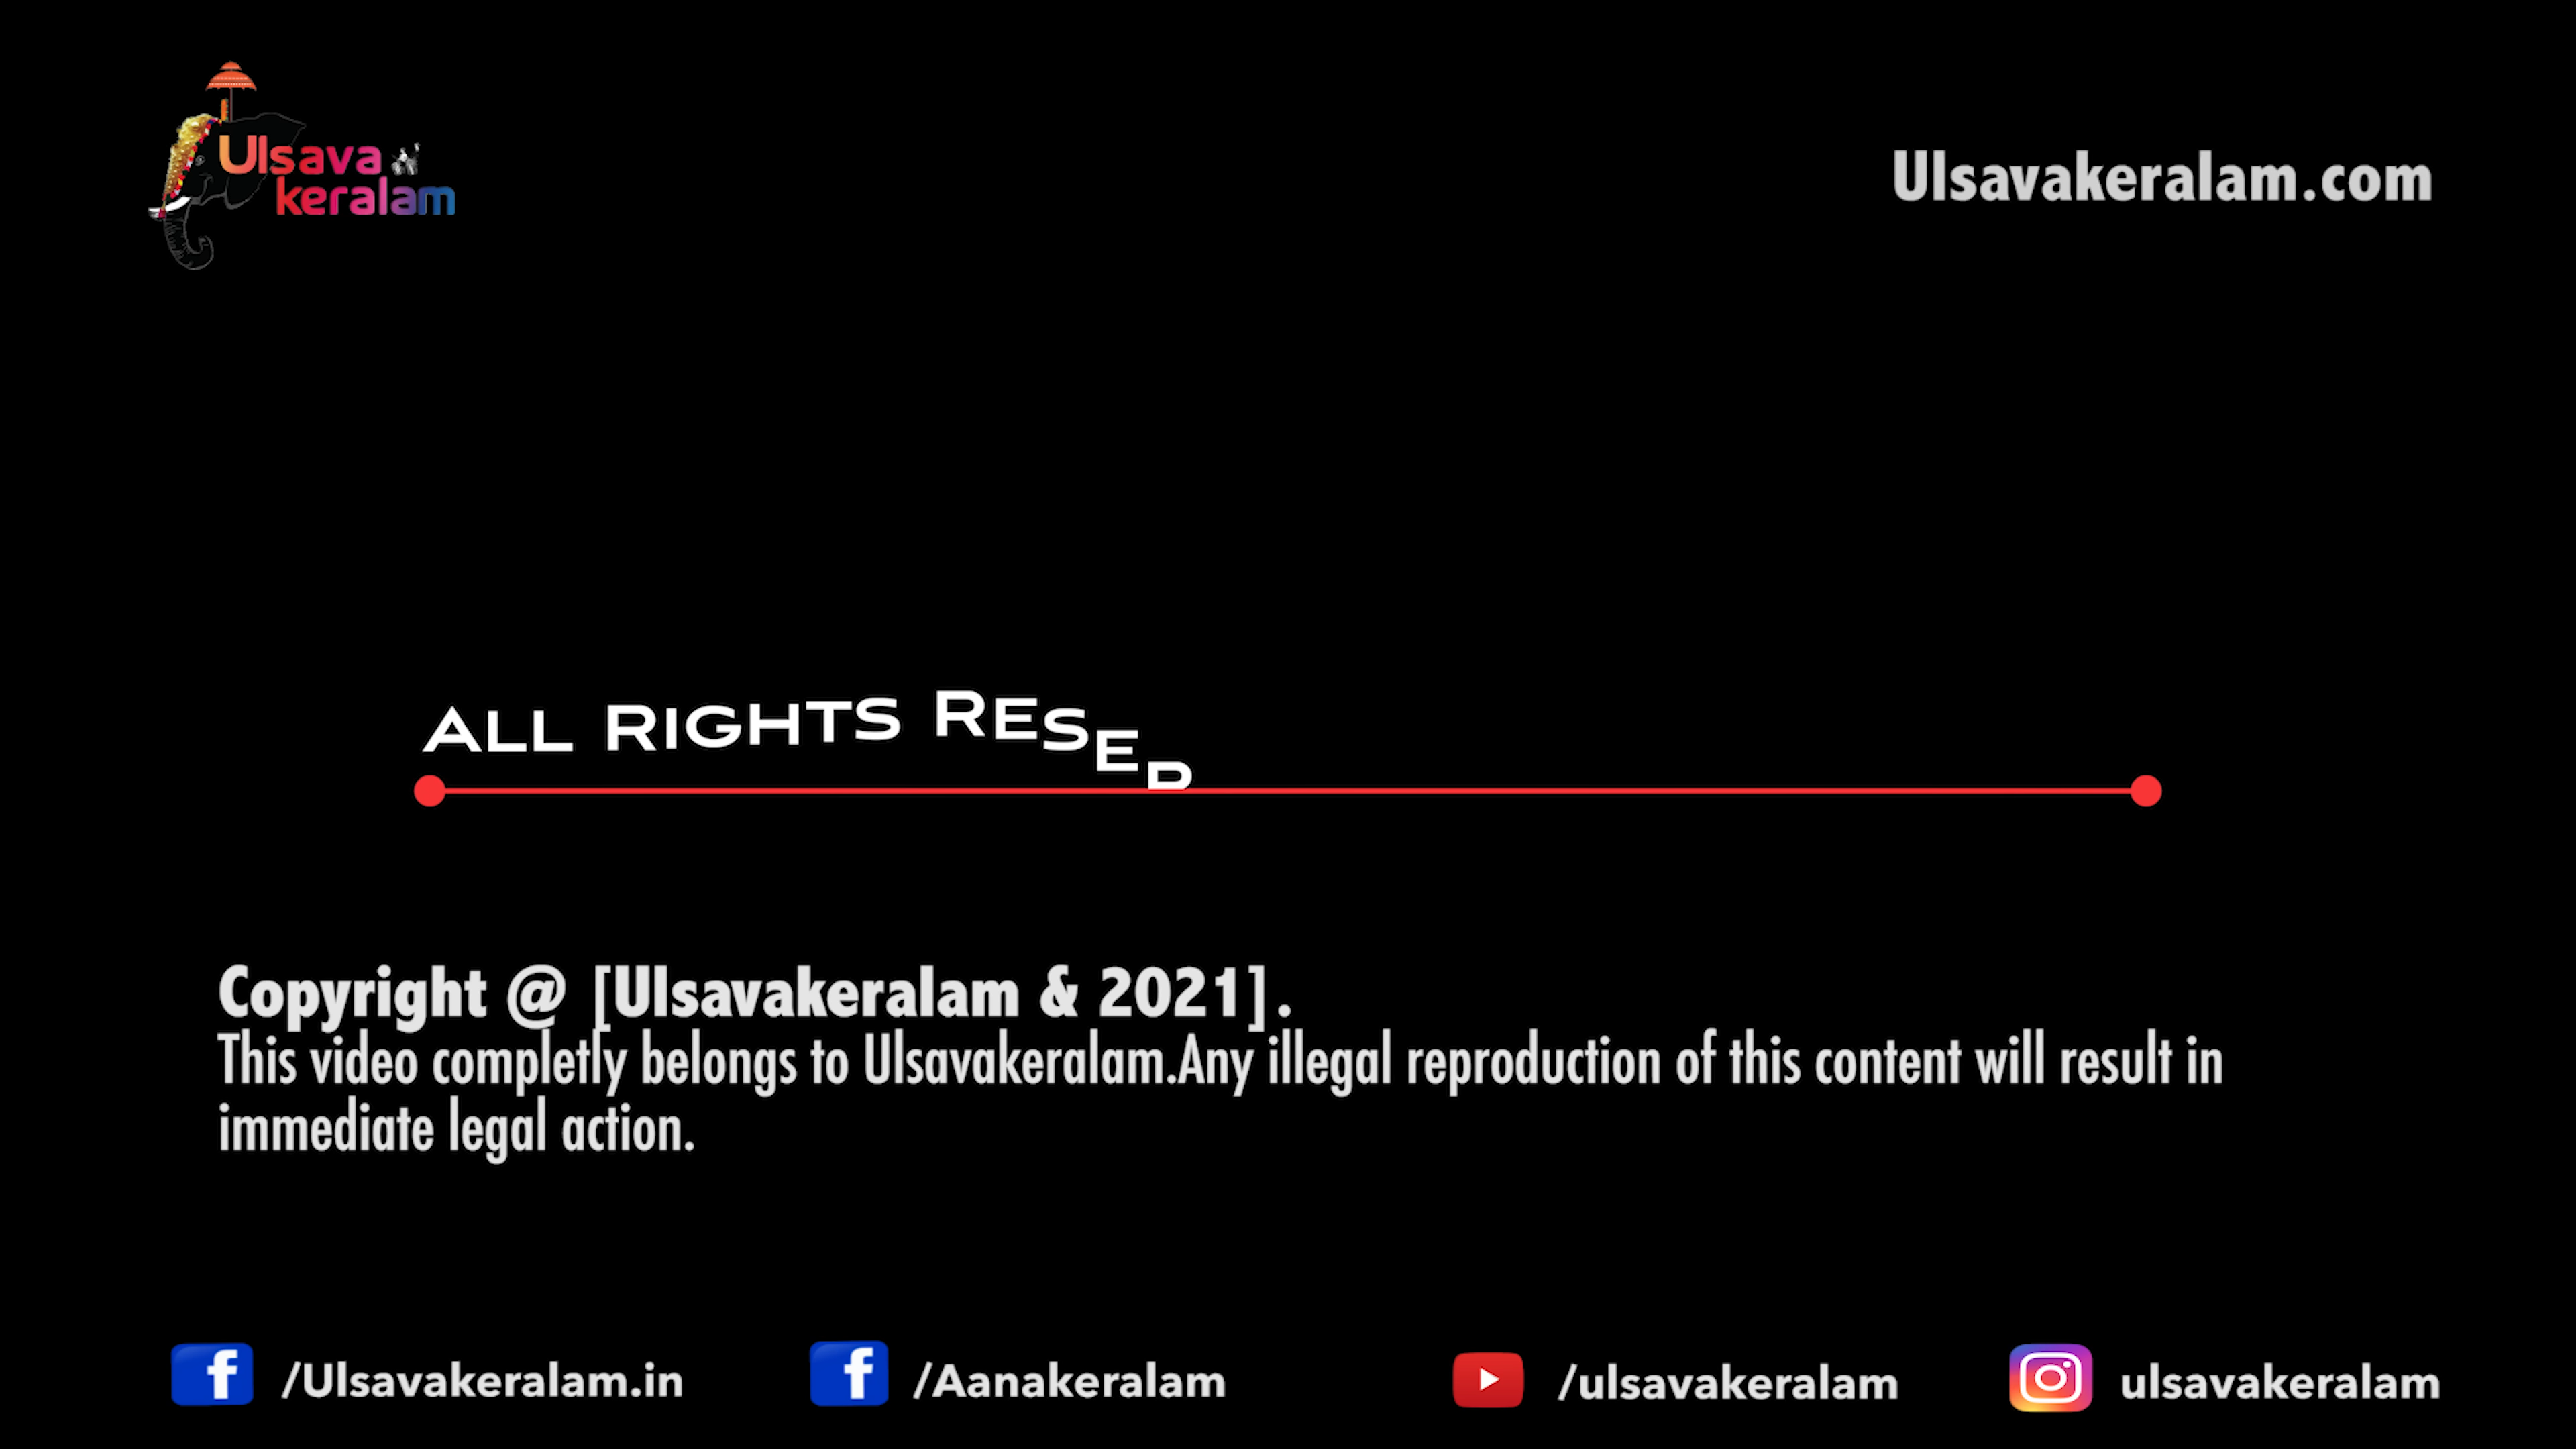 Ulsava
keralam
Ulsavakeralam.com
ALL RIGHTS RESER
Copyright @ [Ulsavakeralam & 2021].
This video completly belongs to Ulsavakeralam.Any illegal reproduction of this content will result in
immediate legal action.
/Ulsavakeralam.in
/Aanakeralam
/ulsavakeralam
ulsavakeralam